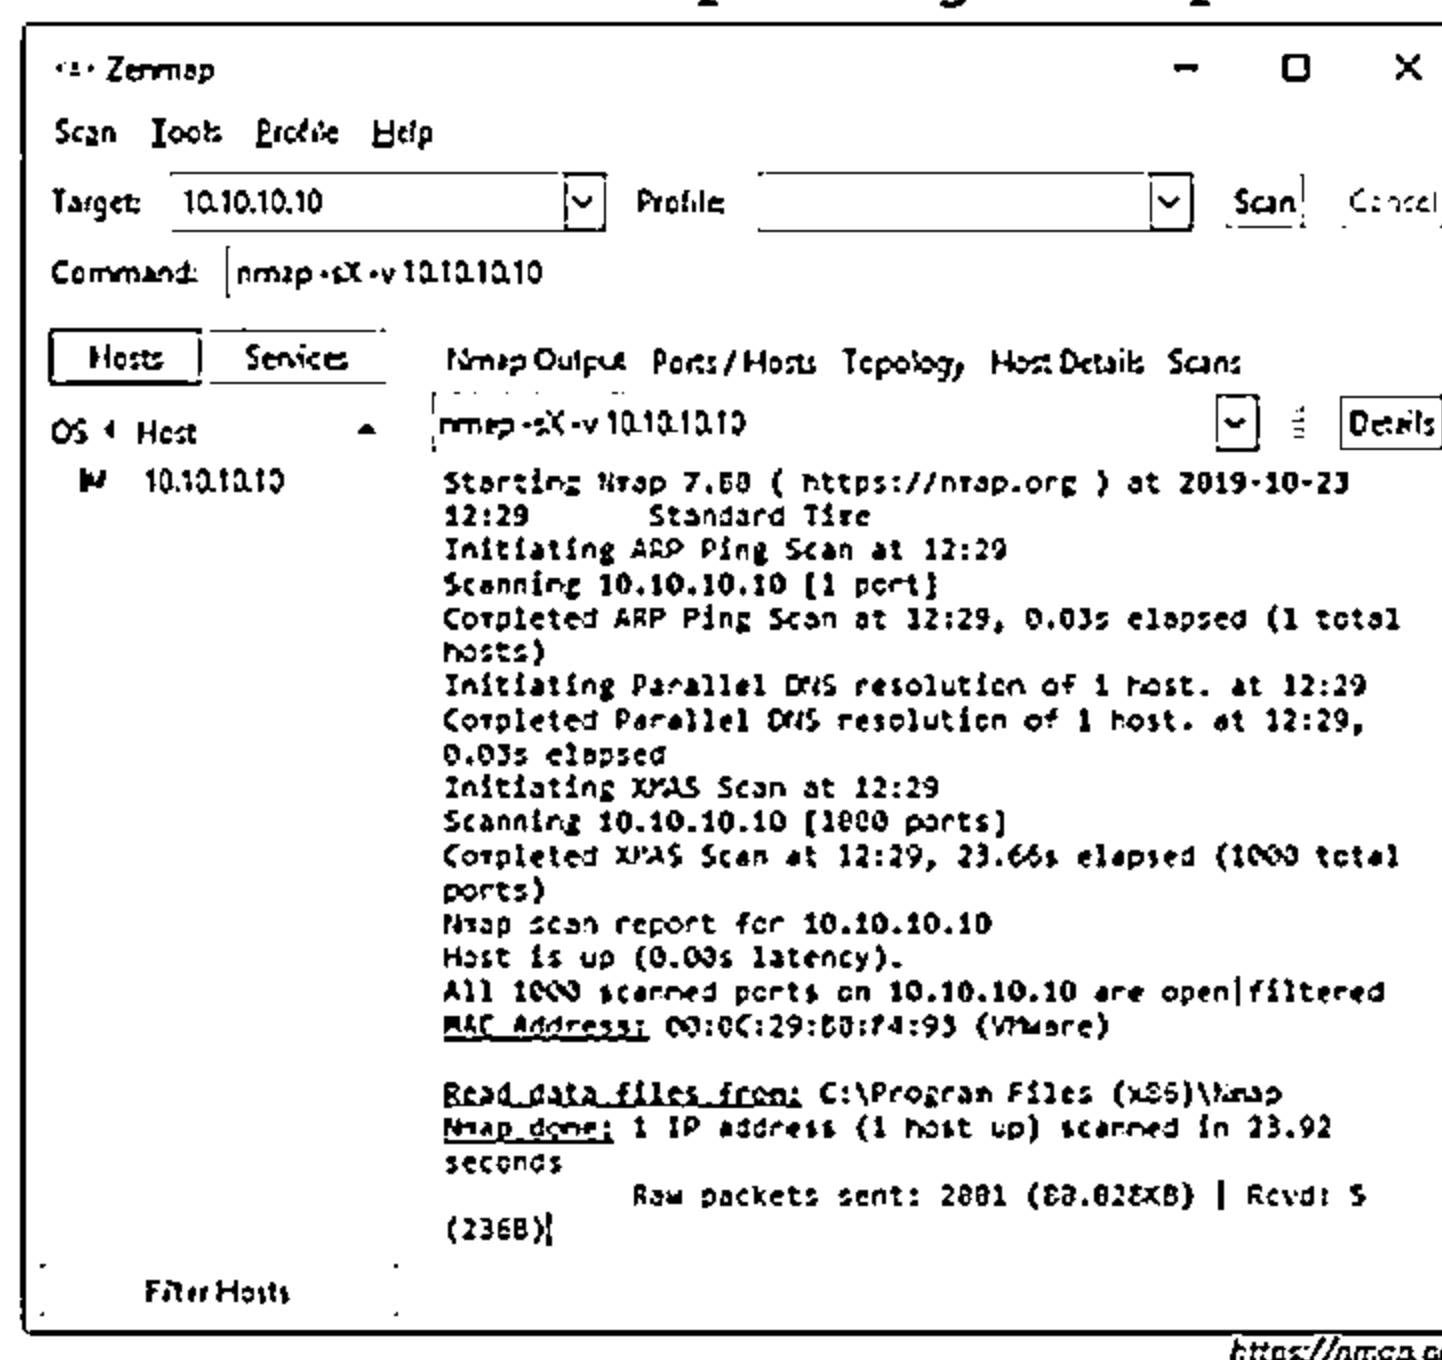 Zenmap
Scan Tools Profile Help
Target: 10.10.10.10 Profile: Scan Cancel
Command: nmap -sX -v 10.10.10.10
Hosts Services
Nmap Output Ports / Hosts Topology Host Details Scans
OS Host
10.10.10.10
nmap -sX -v 10.10.10.10 Details
Starting Nmap ( https://nmap.org ) at 2019-10-23
12:29 Standard Time
Initiating ARP Ping Scan at 12:29
Scanning 10.10.10.10 [1 port]
Completed ARP Ping Scan at 12:29, 0.03s elapsed (1 total
hosts)
Initiating Parallel DNS resolution of 1 host. at 12:29
Completed Parallel DNS resolution of 1 host. at 12:29,
0.03s elapsed
Initiating XMAS Scan at 12:29
Scanning 10.10.10.10 [1000 ports]
Completed XMAS Scan at 12:29, 23.66s elapsed (1000 total
ports)
Nmap scan report for 10.10.10.10
Host is up (0.00s latency).
All 1000 scanned ports on 10.10.10.10 are open|filtered
MAC Address: (VMware)
Read data files from: C:\Program Files (x86)\Nmap
Nmap done: 1 IP address (1 host up) scanned in 23.92
seconds
Raw packets sent: 2001 | Rcvd: 5
(236B)
Filter Hosts